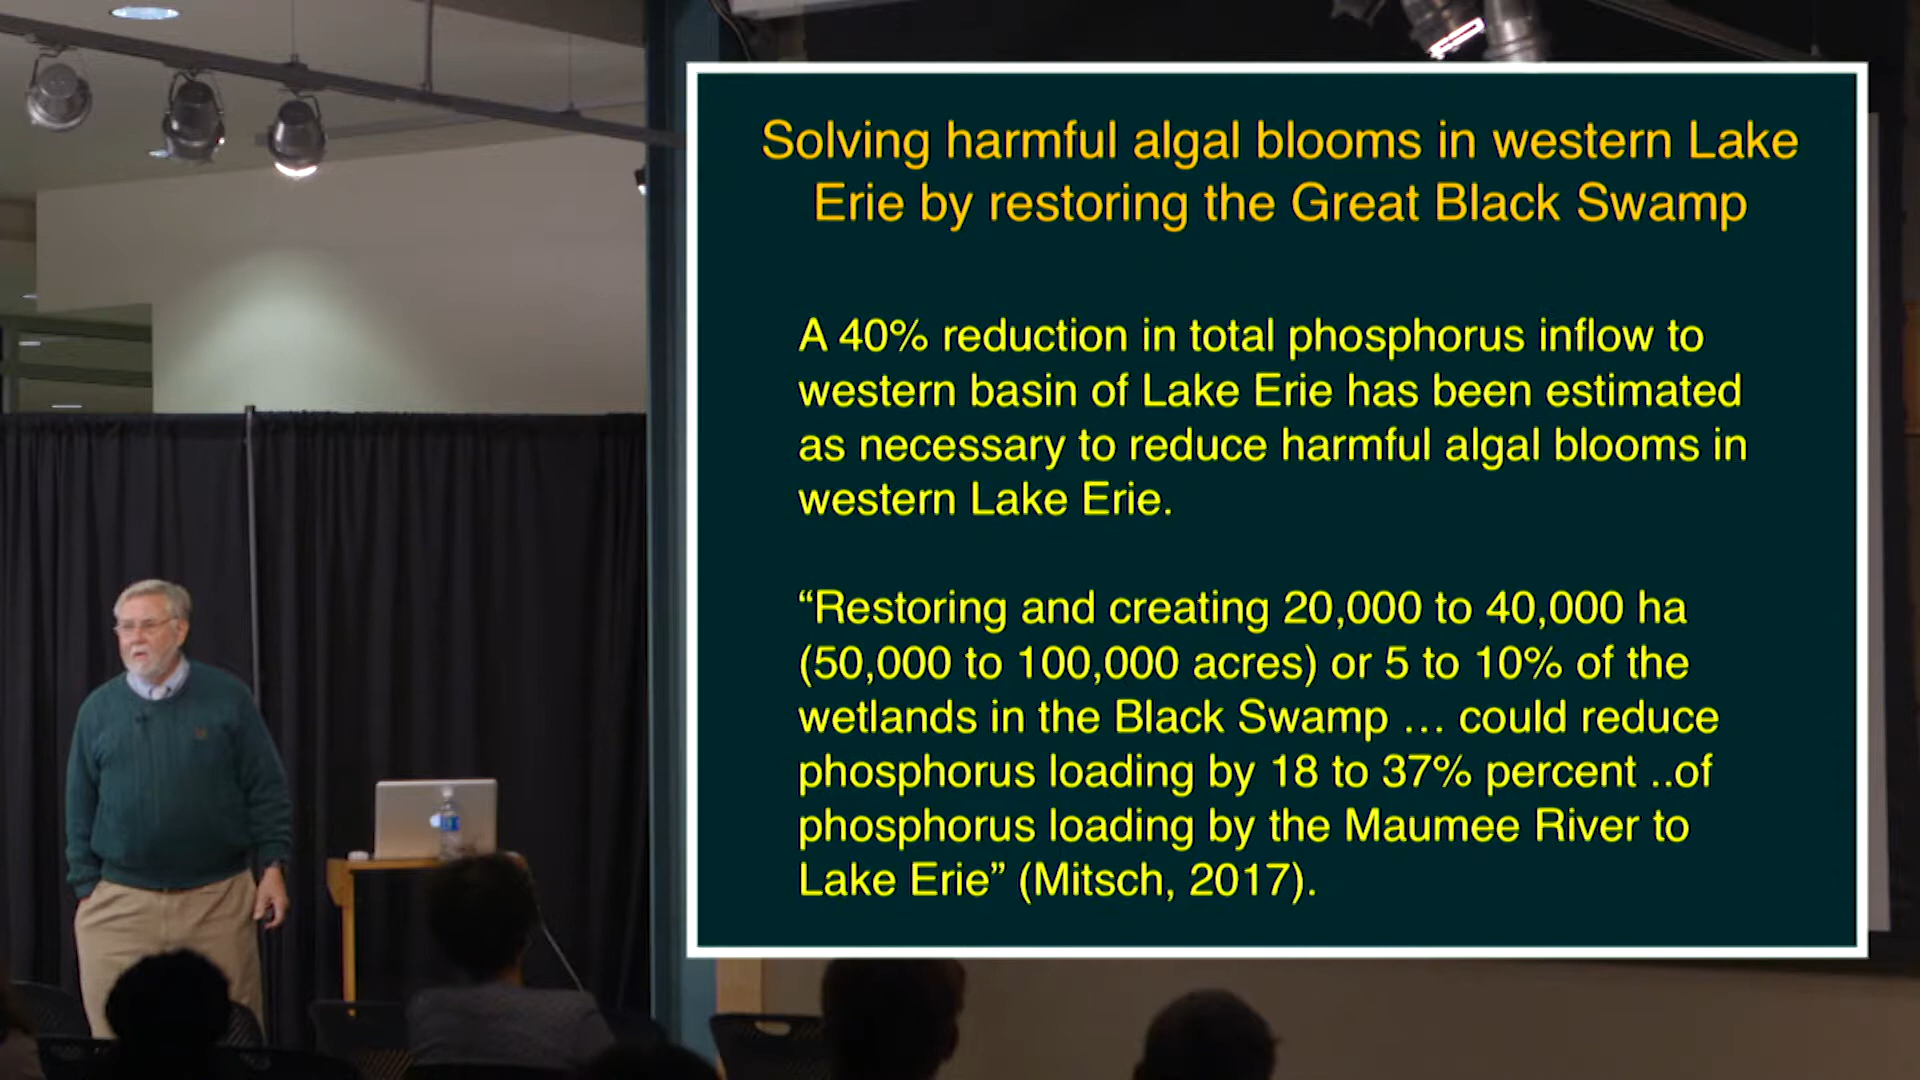 Solving harmful algal blooms in western Lake
Erie by restoring the Great Black Swamp
A 40% reduction in total phosphorus inflow to
western basin of Lake Erie has been estimated
as necessary to reduce harmful algal blooms in
western Lake Erie.
“Restoring and creating 20,000 to 40,000 ha
(50,000 to 100,000 acres) or 5 to 10% of the
wetlands in the Black Swamp … could reduce
phosphorus loading by 18 to 37% percent ..of
phosphorus loading by the Maumee River to
Lake Erie” (Mitsch, 2017).